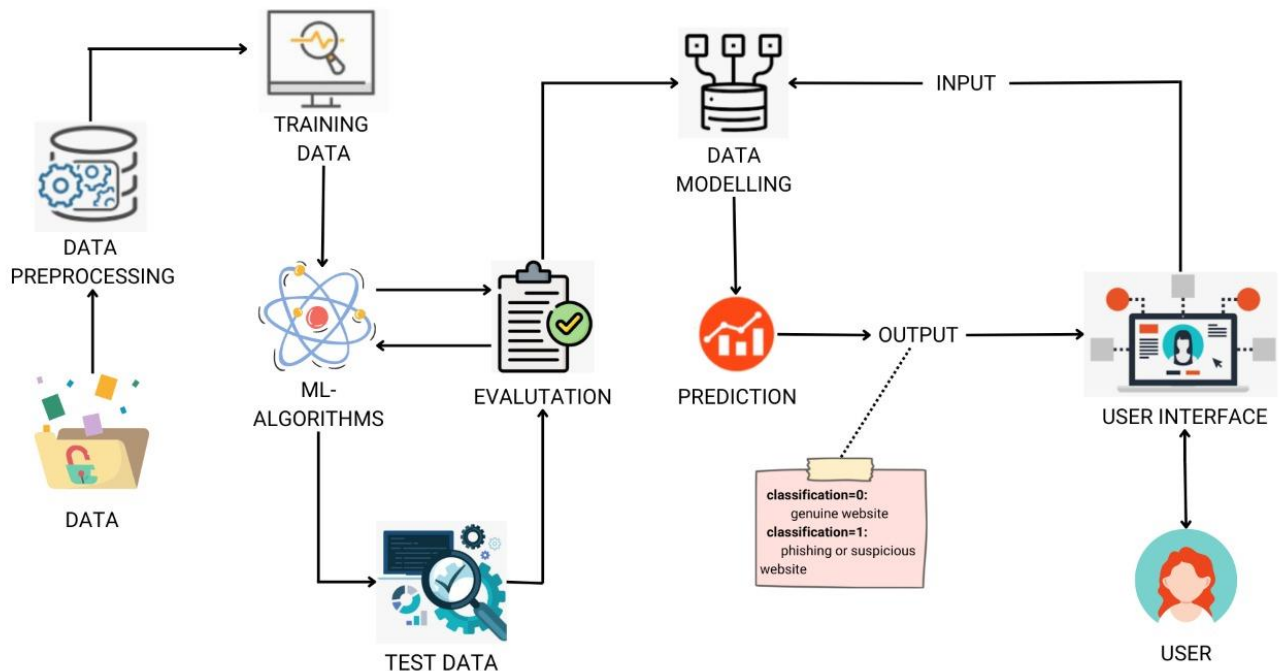 TRAINING
DATA
INPUT
DATA
MODELLING
DATA
PREPROCESSING
ML-
ALGORITHMS
EVALUTATION
PREDICTION
OUTPUT
USER INTERFACE
DATA
classification=0:
genuine website
classification=1:
phishing or suspicious
website
TEST DATA
USER